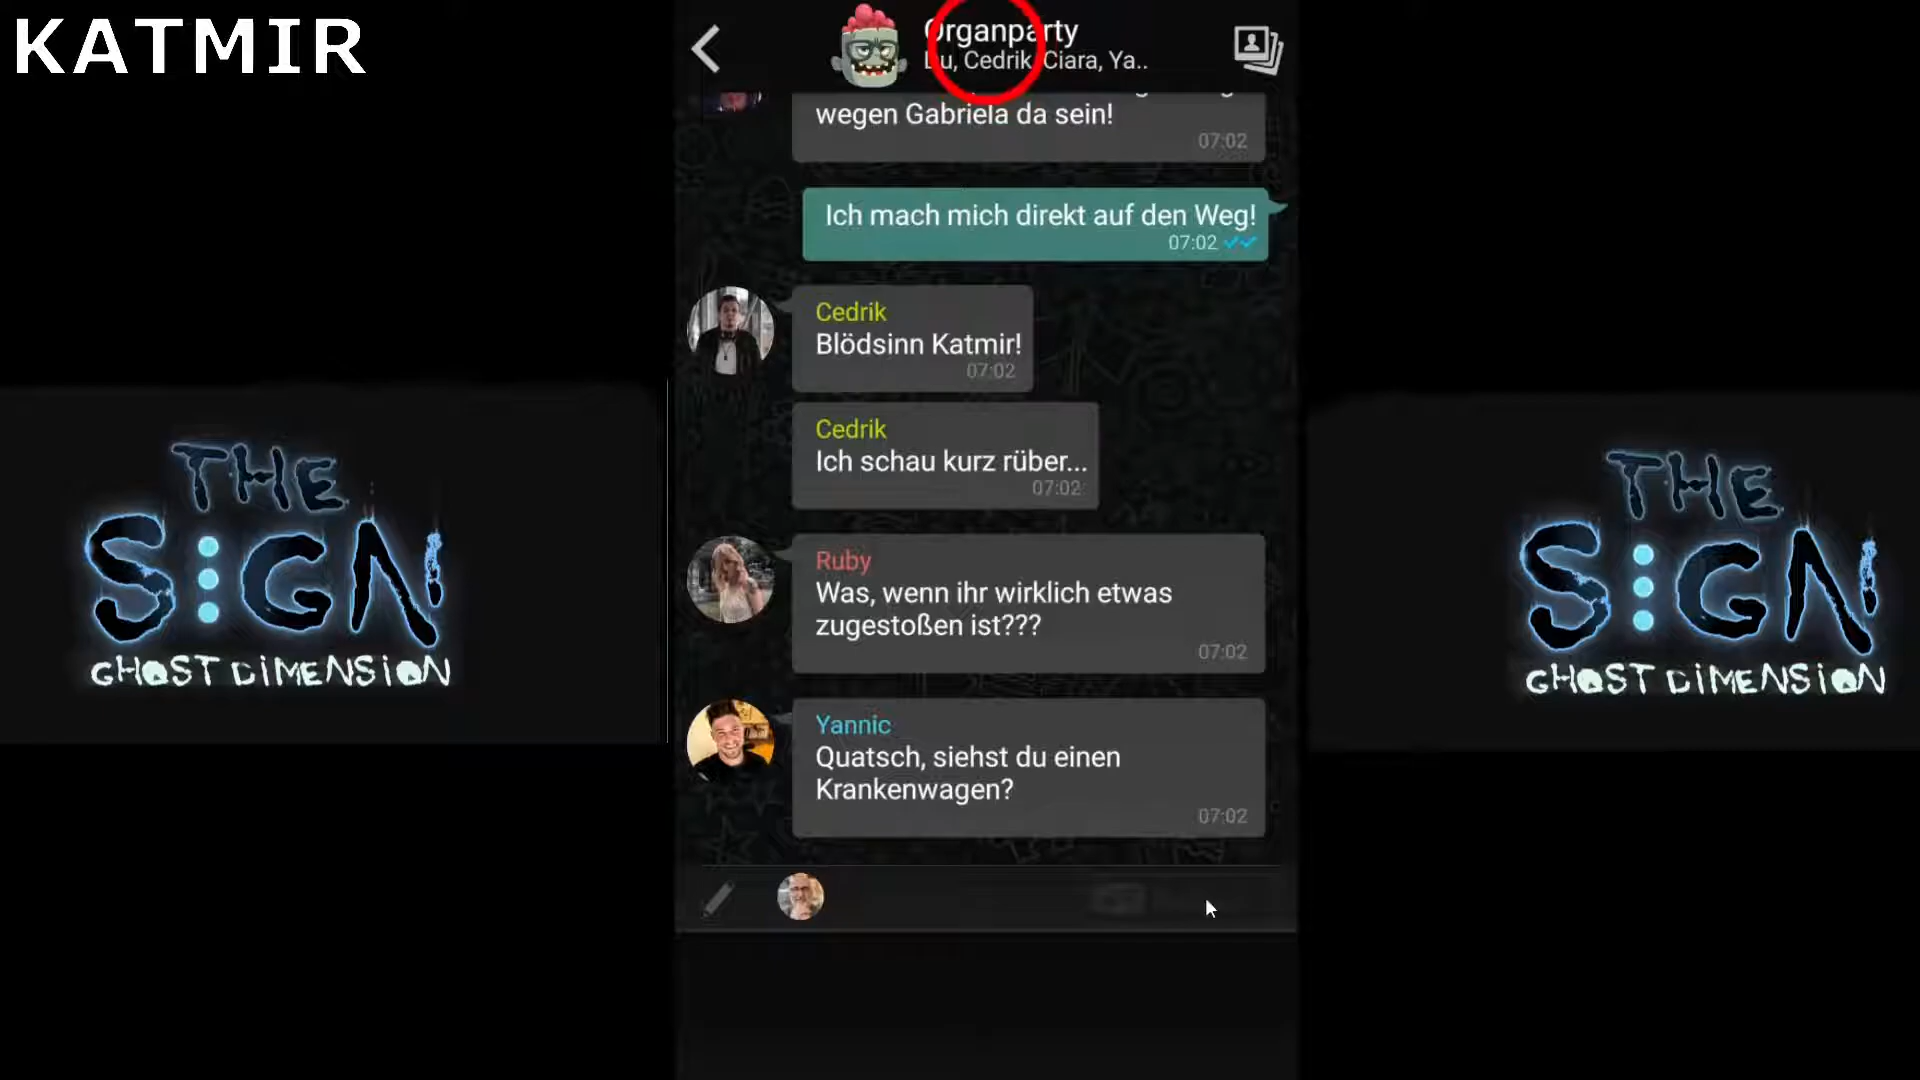 KATMIR
Organparty
Du, Cedrik, Ciara, Ya..
wegen Gabriela da sein!
07:02
Ich mach mich direkt auf den Weg!
07:02
Cedrik
Blödsinn Katmir!
07:02
Cedrik
Ich schau kurz rüber...
07:02
Ruby
Was, wenn ihr wirklich etwas
zugestoßen ist???
07:02
Yannic
Quatsch, siehst du einen
Krankenwagen?
07:02
THE
SIGN
GHOST DIMENSION
THE
SIGN
GHOST DIMENSION